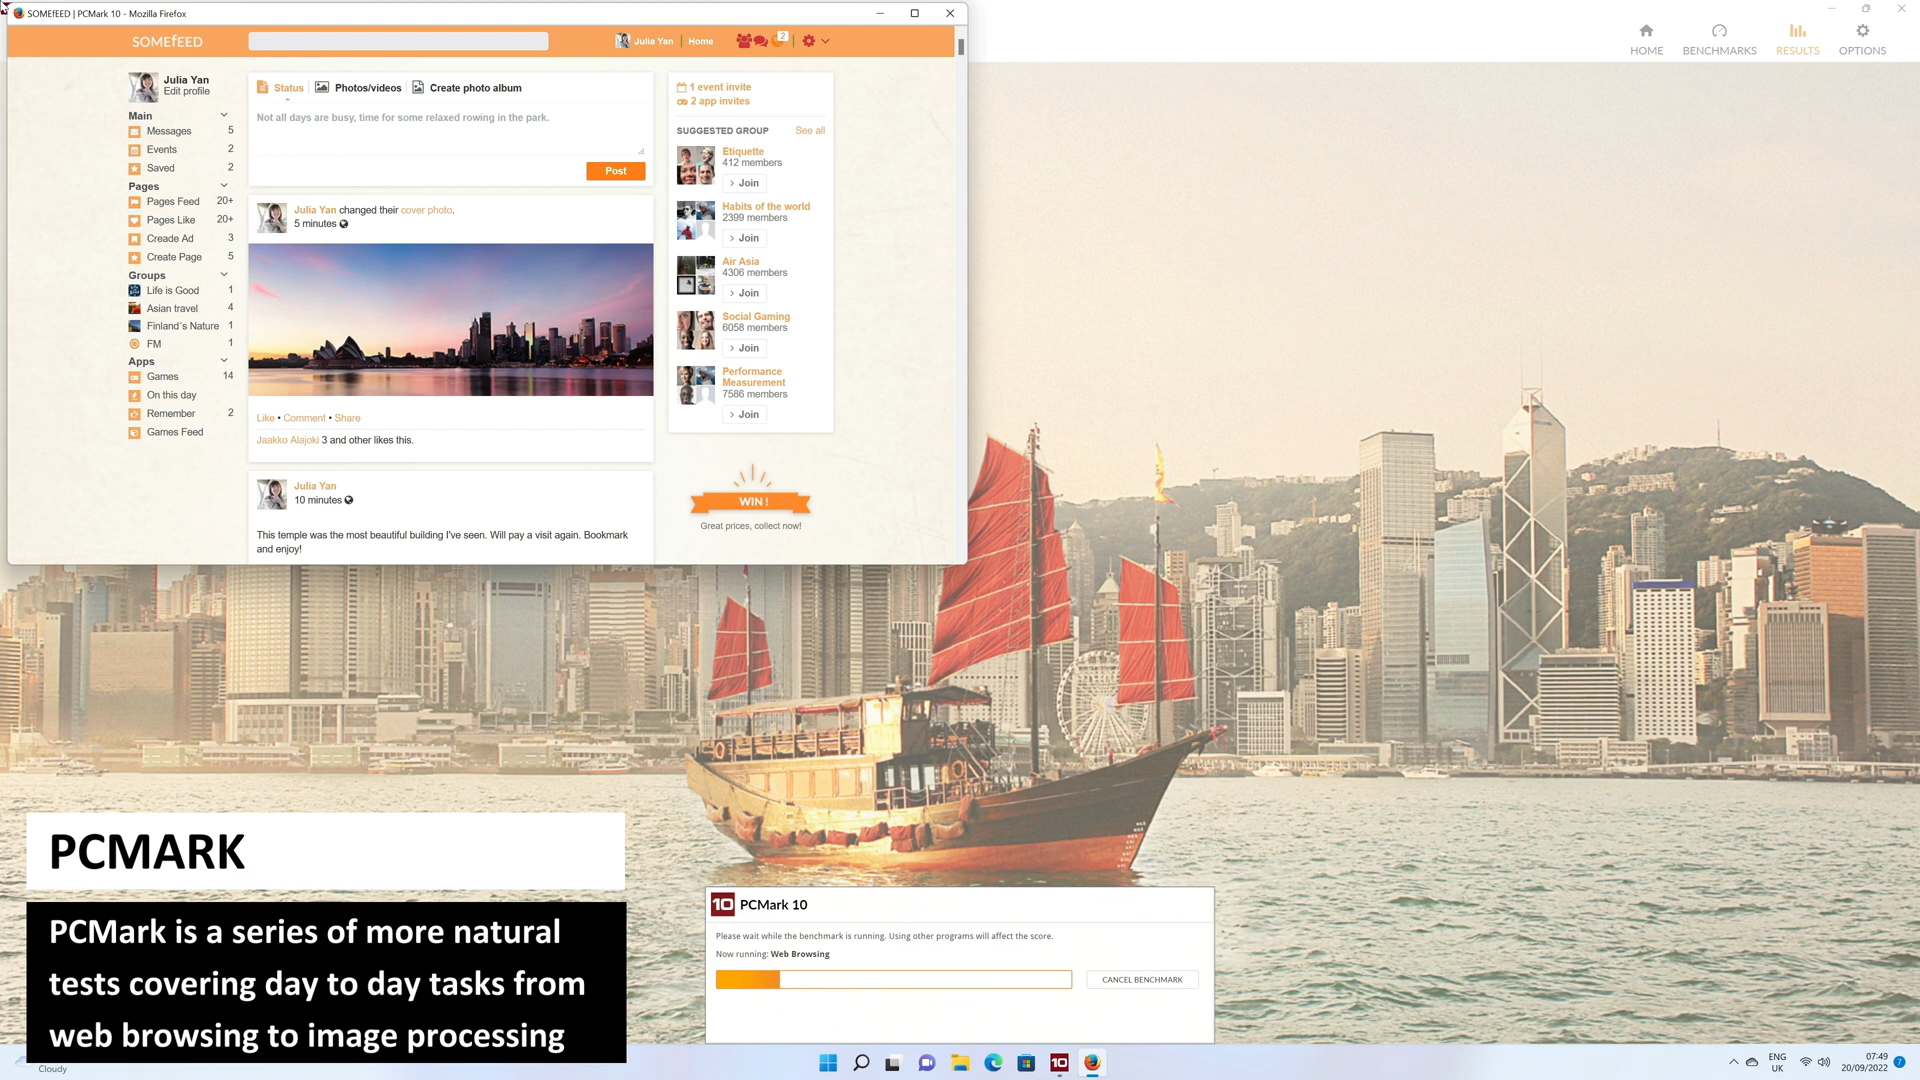 SOMEfEED | PCMark 10 - Mozilla Firefox
SOMEfEED
Julia Yan
Home
2
HOME
BENCHMARKS
RESULTS
OPTIONS
Julia Yan
Edit profile
Main
Messages 5
Events 2
Saved 2
Pages
Pages Feed 20+
Pages Like 20+
Creade Ad 3
Create Page 5
Groups
Life is Good 1
Asian travel 4
Finland´s Nature 1
FM 1
Apps
Games 14
On this day
Remember 2
Games Feed
Status
Photos/videos
Create photo album
Not all days are busy, time for some relaxed rowing in the park.
Post
Julia Yan changed their cover photo.
5 minutes
Like • Comment • Share
Jaakko Alajoki 3 and other likes this.
Julia Yan
10 minutes
This temple was the most beautiful building I've seen. Will pay a visit again. Bookmark
and enjoy!
1 event invite
2 app invites
SUGGESTED GROUP See all
Etiquette
412 members
> Join
Habits of the world
2399 members
> Join
Air Asia
4306 members
> Join
Social Gaming
6058 members
> Join
Performance
Measurement
7586 members
> Join
WIN !
Great prices, collect now!
PCMARK
PCMark is a series of more natural
tests covering day to day tasks from
web browsing to image processing
10 PCMark 10
Please wait while the benchmark is running. Using other programs will affect the score.
Now running: Web Browsing
CANCEL BENCHMARK
Cloudy
10
ENG
UK
07:49
20/09/2022
7